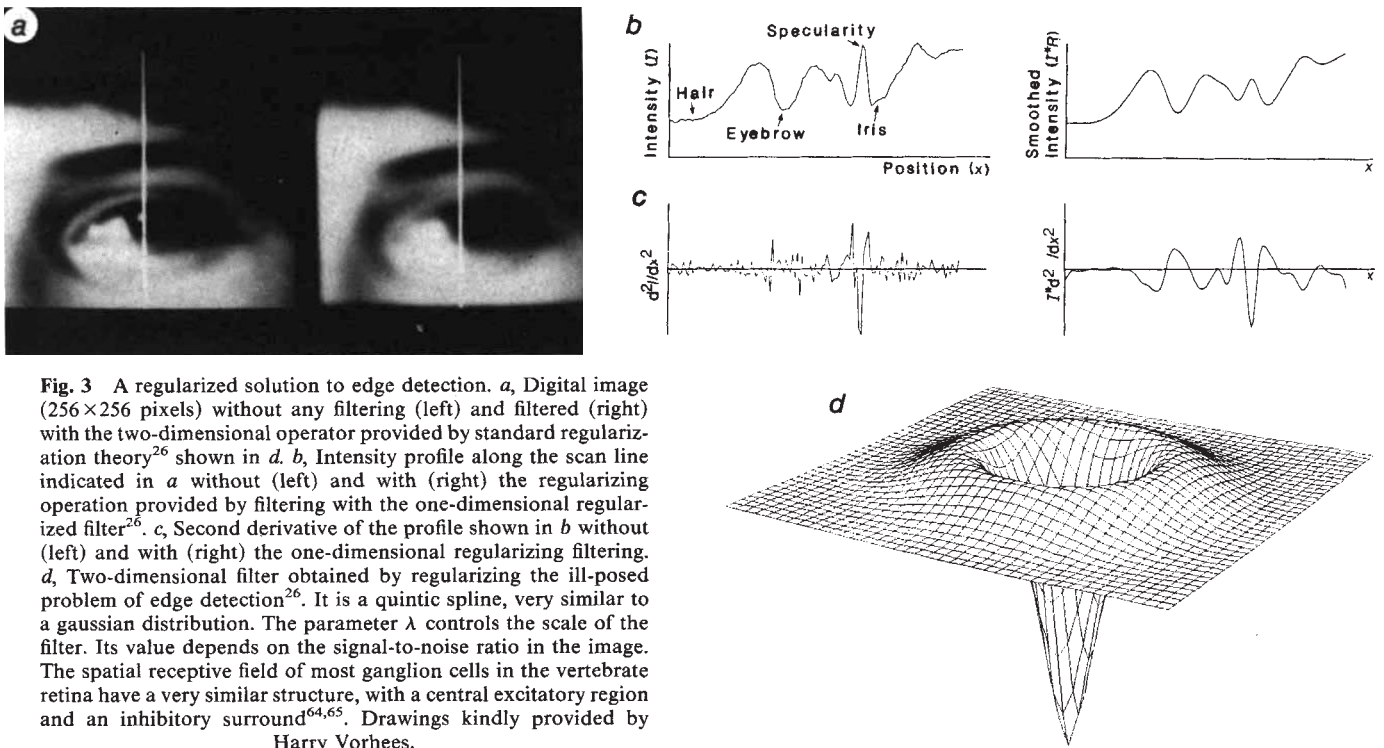 a
b
Specularity
Intensity (I)
Hair
Eyebrow
Iris
Position (x)
Smoothed
Intensity (I*R)
x
c
d²/dx²
I*d² /dx²
x
Fig. 3 A regularized solution to edge detection. a, Digital image
(256×256 pixels) without any filtering (left) and filtered (right)
with the two-dimensional operator provided by standard regulariz-
ation theory²⁶ shown in d. b, Intensity profile along the scan line
indicated in a without (left) and with (right) the regularizing
operation provided by filtering with the one-dimensional regular-
ized filter²⁶. c, Second derivative of the profile shown in b without
(left) and with (right) the one-dimensional regularizing filtering.
d, Two-dimensional filter obtained by regularizing the ill-posed
problem of edge detection²⁶. It is a quintic spline, very similar to
a gaussian distribution. The parameter λ controls the scale of the
filter. Its value depends on the signal-to-noise ratio in the image.
The spatial receptive field of most ganglion cells in the vertebrate
retina have a very similar structure, with a central excitatory region
and an inhibitory surround⁶⁴,⁶⁵. Drawings kindly provided by
Harry Vorhees.
d